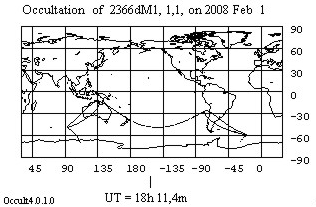 Occultation of 2366dM1, 1,1, on 2008 Feb 1
90
60
30
0
-30
-60
-90
45 90 135 180 -135 -90 -45 0
Occult4.0.1.0
UT = 18h 11,4m